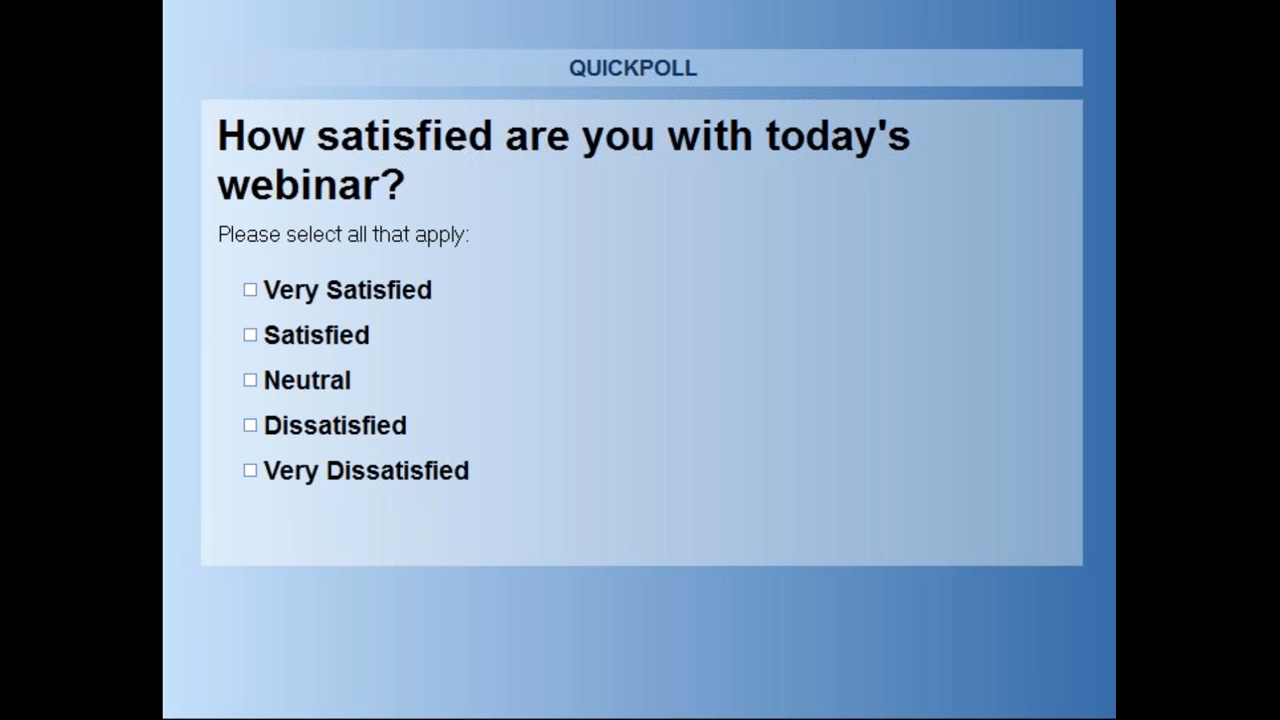 QUICKPOLL
How satisfied are you with today's
webinar?
Please select all that apply:
Very Satisfied
Satisfied
Neutral
Dissatisfied
Very Dissatisfied